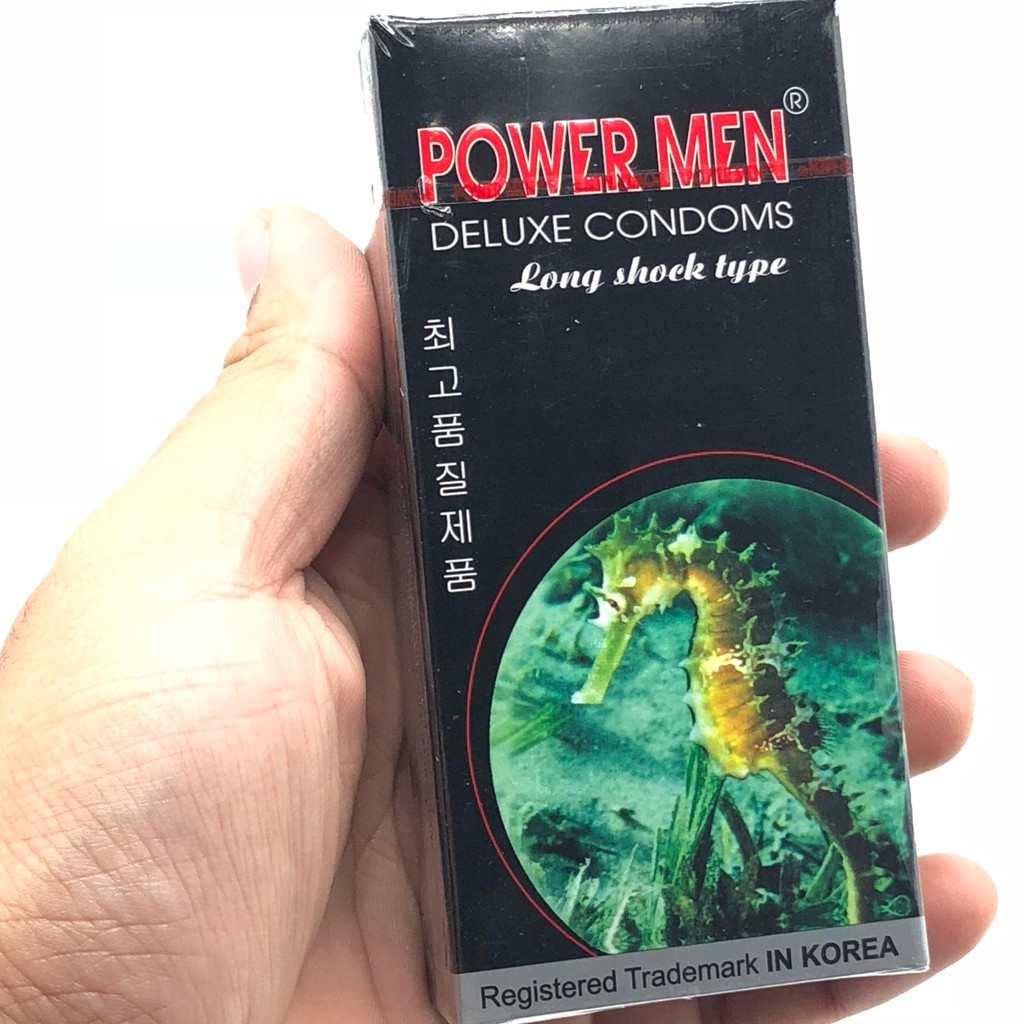 POWER MEN®
DELUXE CONDOMS
Long shock type
최고품질제품
Registered Trademark IN KOREA